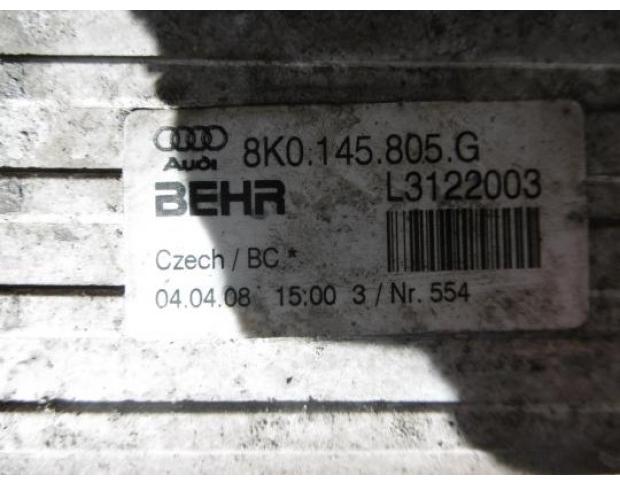 Audi 8K0.145.805.G
BEHR L3122003
Czech / BC *
04.04.08 15:00 3 / Nr. 554